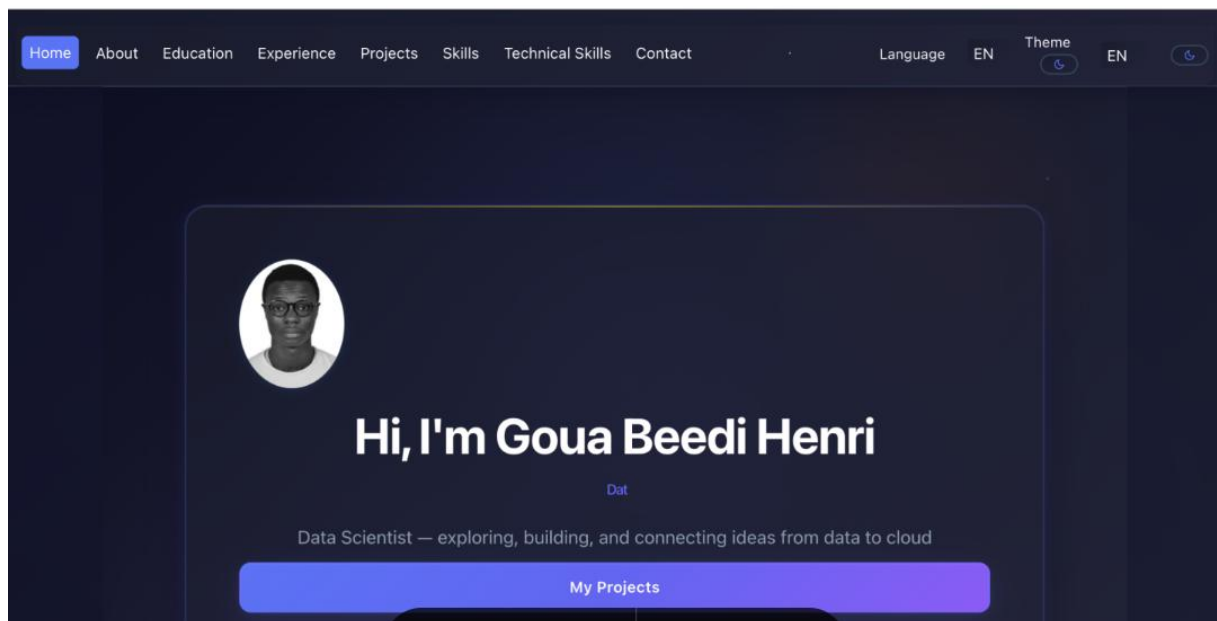 Home About Education Experience Projects Skills Technical Skills Contact Language EN Theme EN
Hi, I'm Goua Beedi Henri
Dat
Data Scientist — exploring, building, and connecting ideas from data to cloud
My Projects